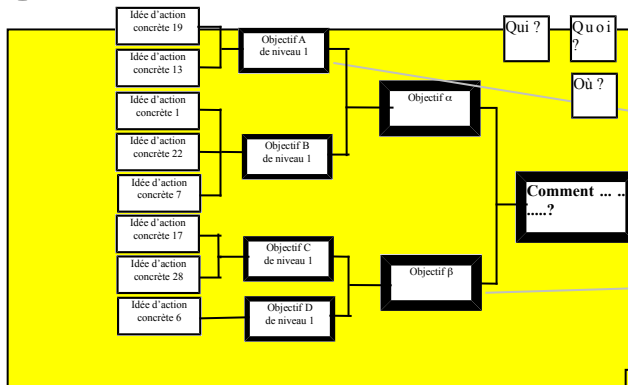 Idée d'action
concrète 19
Idée d'action
concrète 13
Idée d'action
concrète 1
Idée d'action
concrète 22
Idée d'action
concrète 7
Idée d'action
concrète 17
Idée d'action
concrète 28
Idée d'action
concrète 6
Objectif A
de niveau 1
Objectif B
de niveau 1
Objectif C
de niveau 1
Objectif D
de niveau 1
Objectif α
Objectif β
Qui ?
Quoi
?
Où ?
Comment ... ..
.....?